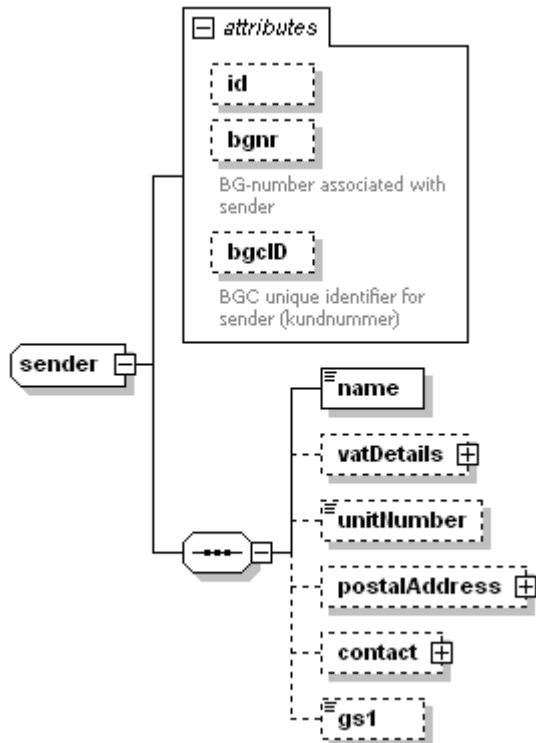 attributes
id
bgnr
BG-number associated with
sender
bgcID
BGC unique identifier for
sender (kundnummer)
sender
name
vatDetails
unitNumber
postalAddress
contact
gs1